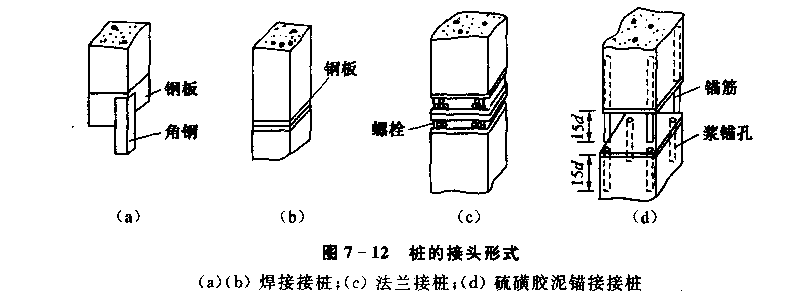 钢板
角钢
钢板
螺栓
锚筋
15d
浆锚孔
15d
(a)
(b)
(c)
(d)
图 7-12 桩的接头形式
(a)(b) 焊接接桩;(c) 法兰接桩;(d) 硫磺胶泥锚接接桩